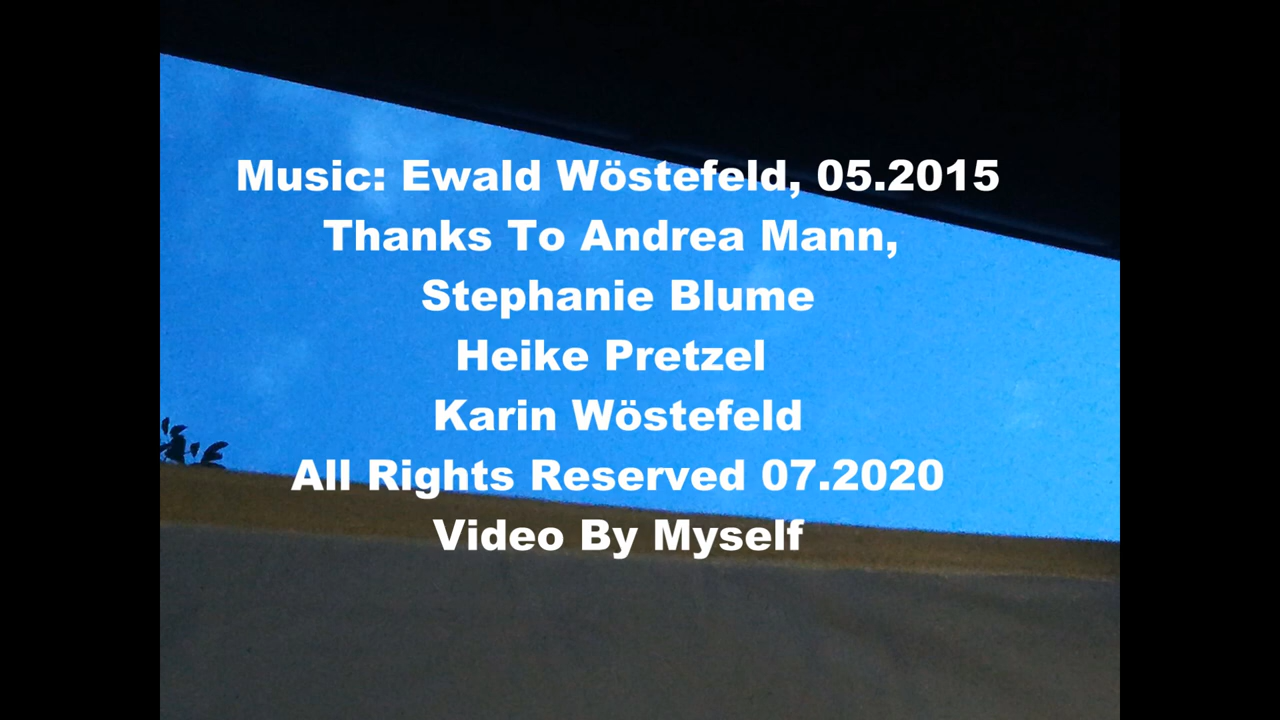 Music: Ewald Wöstefeld, 05.2015
Thanks To Andrea Mann,
Stephanie Blume
Heike Pretzel
Karin Wöstefeld
All Rights Reserved 07.2020
Video By Myself